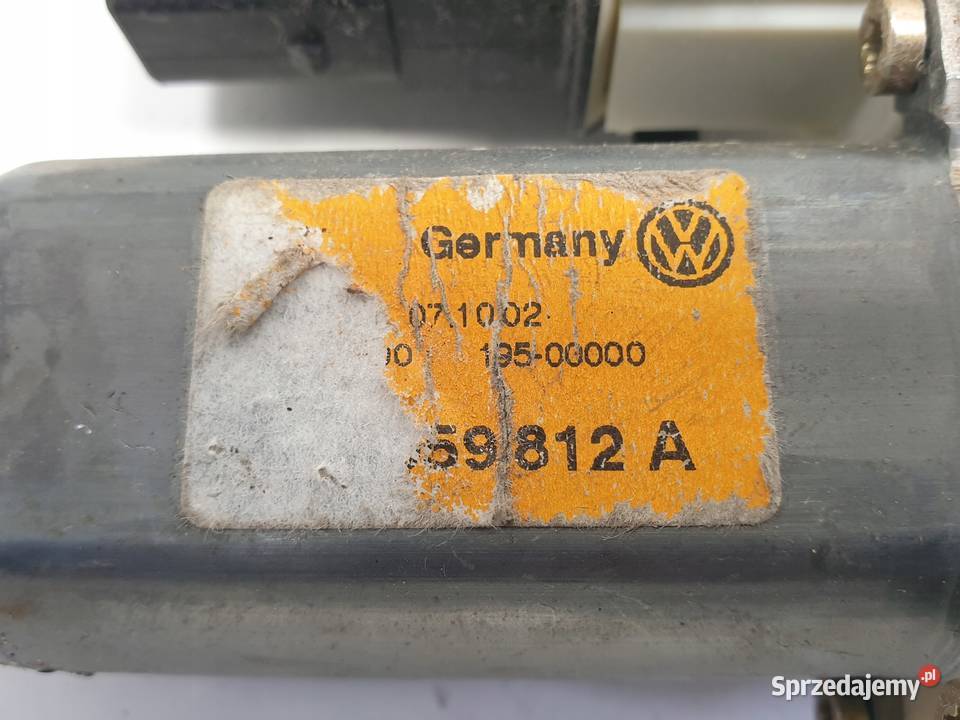 Germany
07.10.02
195-00000
59 812 A
Sprzedajemy.pl